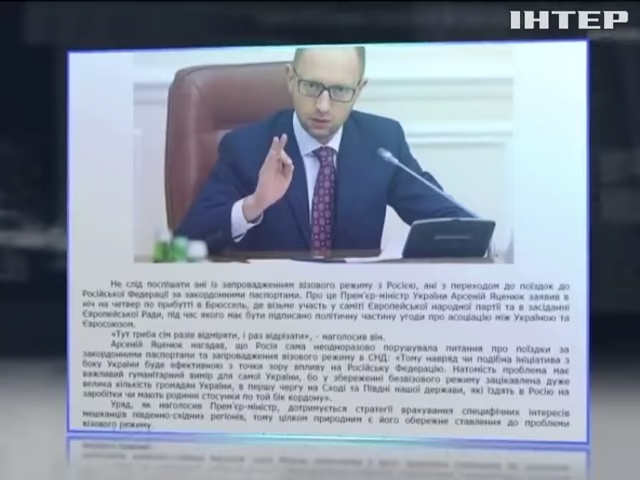 ІНТЕР
Не слід поспішати ані із запровадженням візового режиму з Росією, ані з переходом до поїздок до
Російської Федерації за закордонними паспортами. Про це Прем'єр-міністр України Арсеній Яценюк заявив в
ніч на четвер по прибутті в Брюссель, де візьме участь у саміті Європейської народної партії та в засіданні
Європейської Ради, під час якого має бути підписано політичну частину угоди про асоціацію між Україною та
Євросоюзом.
«Тут треба сім разів відміряти, і раз відрізати», - наголосив він.
Арсеній Яценюк нагадав, що Росія сама неодноразово порушувала питання про поїздки за
закордонними паспортами та запровадження візового режиму в СНД: «Тому навряд чи подібна ініціатива з
боку України буде ефективною з точки зору впливу на Російську Федерацію. Натомість проблема має
важливий гуманітарний вимір для самої України, бо у збереженні безвізового режиму зацікавлена дуже
велика кількість громадян України, в першу чергу на Сході та Півдні нашої держави, які їздять в Росію на
заробітки чи мають родинні стосунки по той бік кордону».
Уряд, як наголосив Прем'єр-міністр, дотримується стратегії врахування специфічних інтересів
мешканців південно-східних регіонів, тому цілком природним є його обережне ставлення до проблеми
візового режиму.